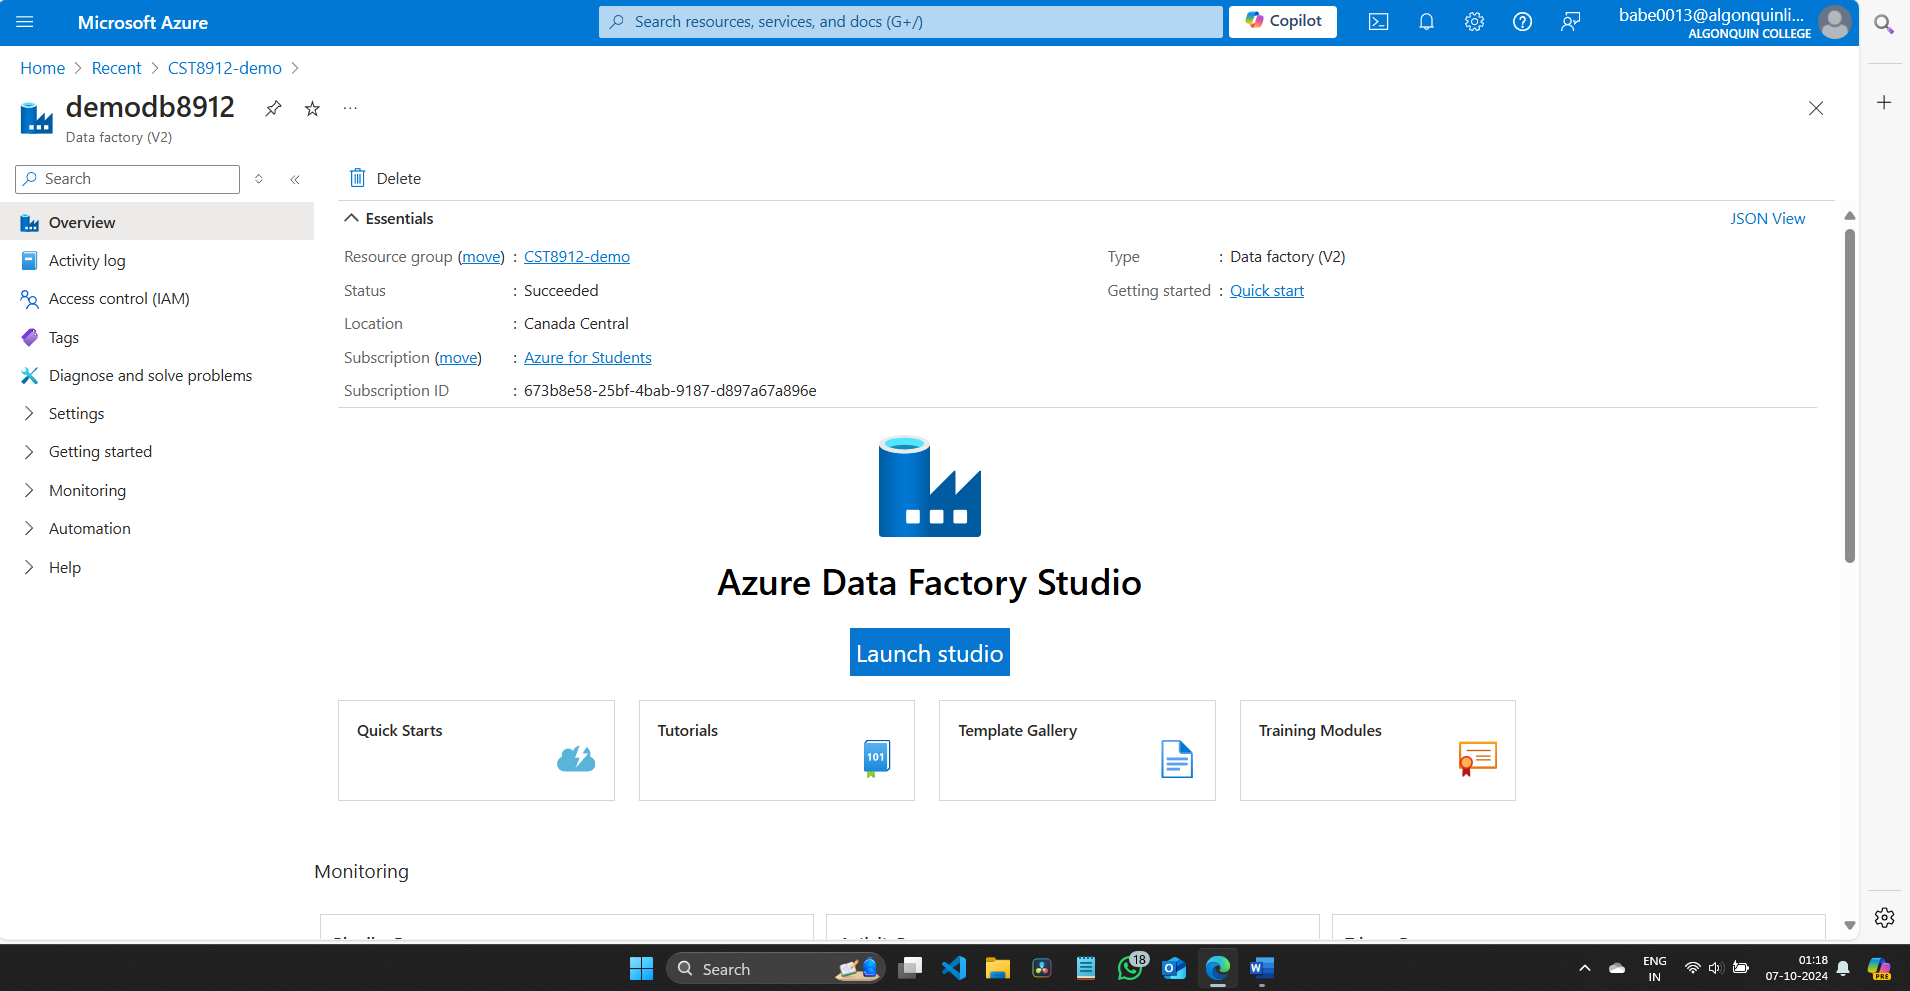 Microsoft Azure
Search resources, services, and docs (G+/)
Copilot
babe0013@algonquinli...
ALGONQUIN COLLEGE
Home > Recent > CST8912-demo >
demodb8912
Data factory (V2)
Search
Delete
Overview
Activity log
Access control (IAM)
Tags
Diagnose and solve problems
Settings
Getting started
Monitoring
Automation
Help
Essentials
JSON View
Resource group (move) : CST8912-demo
Status : Succeeded
Location : Canada Central
Subscription (move) : Azure for Students
Subscription ID : 673b8e58-25bf-4bab-9187-d897a67a896e
Type : Data factory (V2)
Getting started : Quick start
Azure Data Factory Studio
Launch studio
Quick Starts
Tutorials
101
Template Gallery
Training Modules
Monitoring
Search
18
ENG
IN
01:18
07-10-2024
PRE